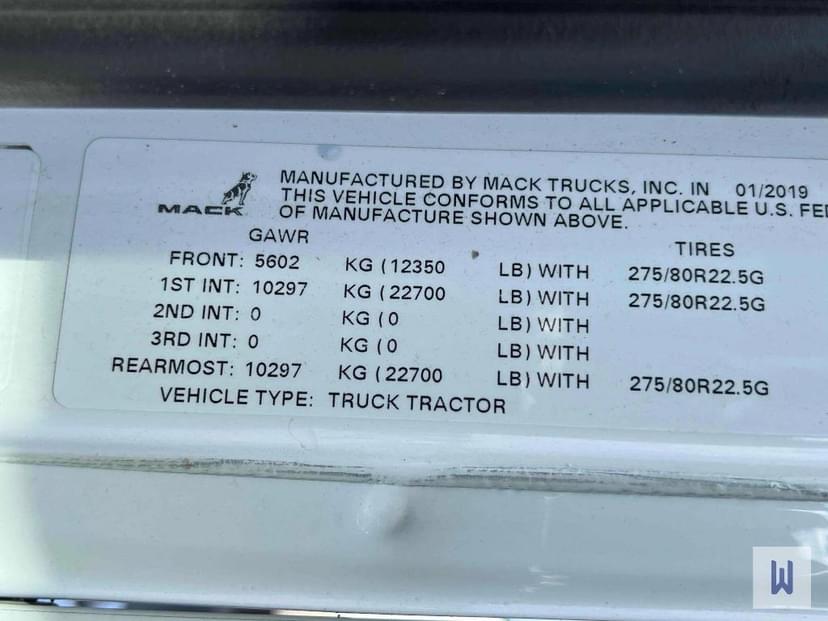 MANUFACTURED BY MACK TRUCKS, INC. IN 01/2019
THIS VEHICLE CONFORMS TO ALL APPLICABLE U.S. FED
OF MANUFACTURE SHOWN ABOVE.
MACK
GAWR TIRES
FRONT: 5602 KG (12350 LB) WITH 275/80R22.5G
1ST INT: 10297 KG (22700 LB) WITH 275/80R22.5G
2ND INT: 0 KG (0 LB) WITH
3RD INT: 0 KG (0 LB) WITH
REARMOST: 10297 KG (22700 LB) WITH 275/80R22.5G
VEHICLE TYPE: TRUCK TRACTOR
W